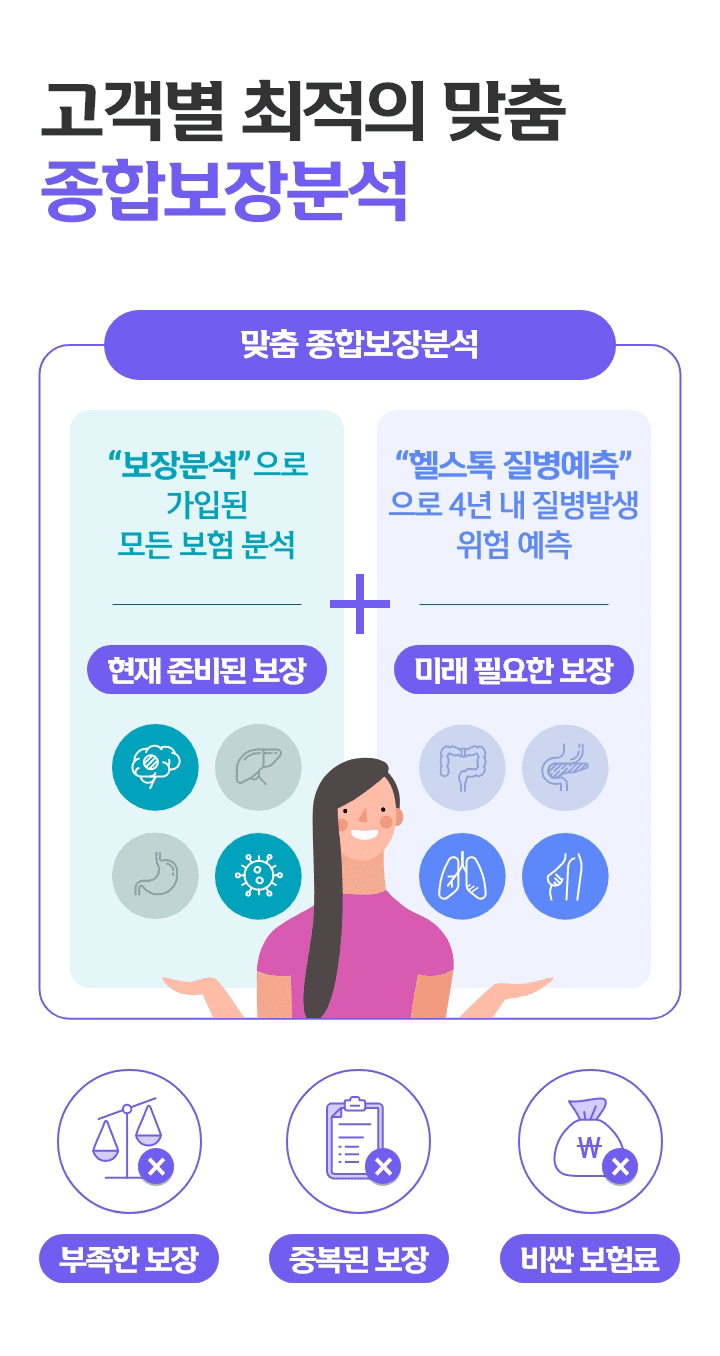 고객별 최적의 맞춤
종합보장분석
맞춤 종합보장분석
“보장분석”으로
가입된
모든 보험 분석
현재 준비된 보장
“헬스톡 질병예측”
으로 4년 내 질병발생
위험 예측
미래 필요한 보장
₩
부족한 보장
중복된 보장
비싼 보험료